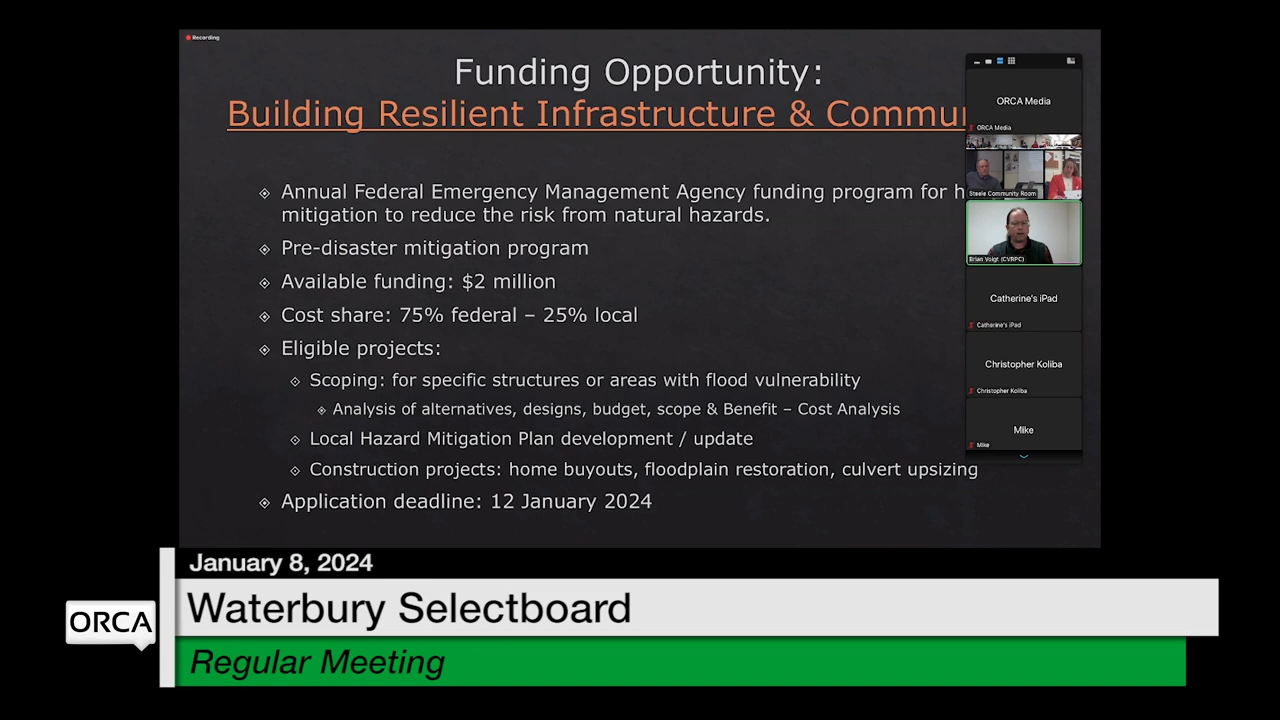 Recording
Funding Opportunity:
Building Resilient Infrastructure & Commun
Annual Federal Emergency Management Agency funding program for h
mitigation to reduce the risk from natural hazards.
Pre-disaster mitigation program
Available funding: $2 million
Cost share: 75% federal – 25% local
Eligible projects:
Scoping: for specific structures or areas with flood vulnerability
Analysis of alternatives, designs, budget, scope & Benefit – Cost Analysis
Local Hazard Mitigation Plan development / update
Construction projects: home buyouts, floodplain restoration, culvert upsizing
Application deadline: 12 January 2024
ORCA Media
ORCA Media
Steele Community Room
Brian Voigt (CVRPC)
Catherine's iPad
Catherine's iPad
Christopher Koliba
Christopher Koliba
Mike
Mike
January 8, 2024
ORCA
Waterbury Selectboard
Regular Meeting